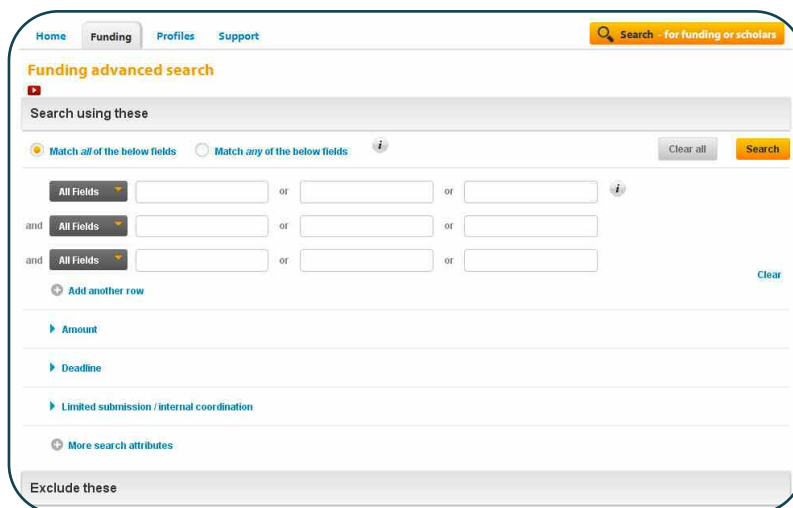 Home Funding Profiles Support Search - for funding or scholars
Funding advanced search
Search using these
Match all of the below fields Match any of the below fields i Clear all Search
All Fields or or i
and All Fields or or
and All Fields or or
Clear
Add another row
Amount
Deadline
Limited submission / internal coordination
More search attributes
Exclude these